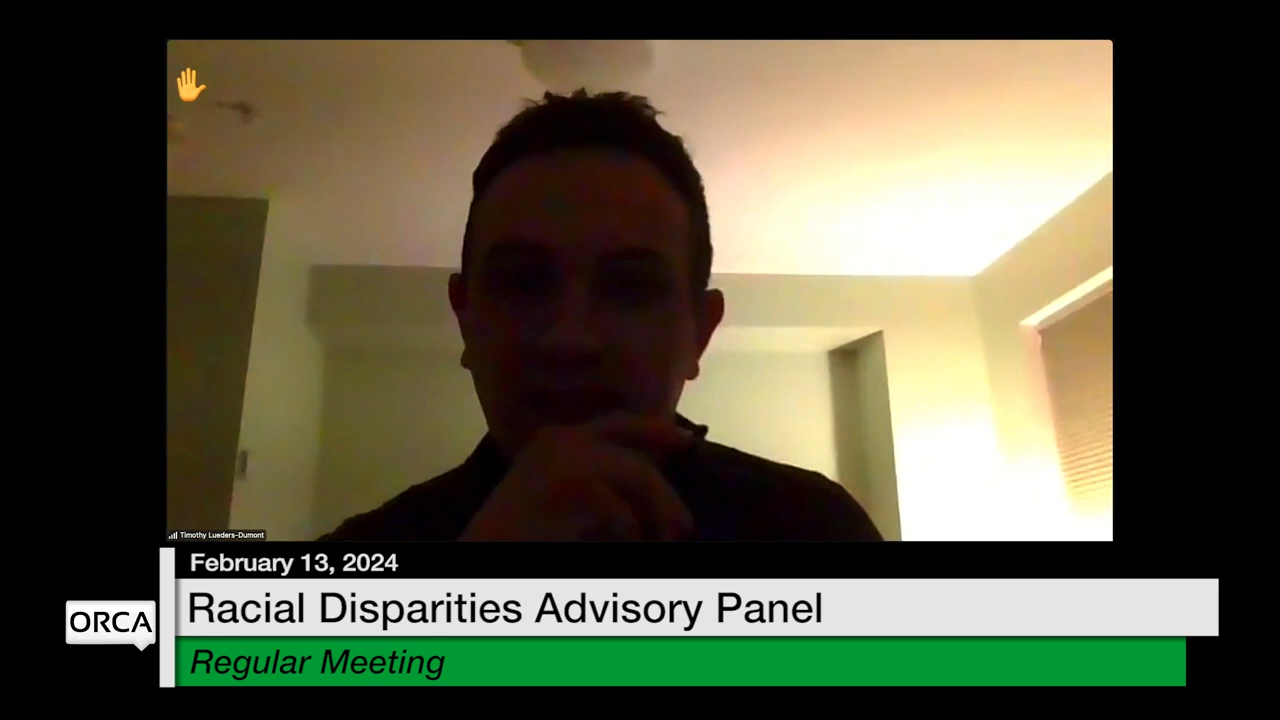 Timothy Lueders-Dumont
February 13, 2024
Racial Disparities Advisory Panel
ORCA
Regular Meeting